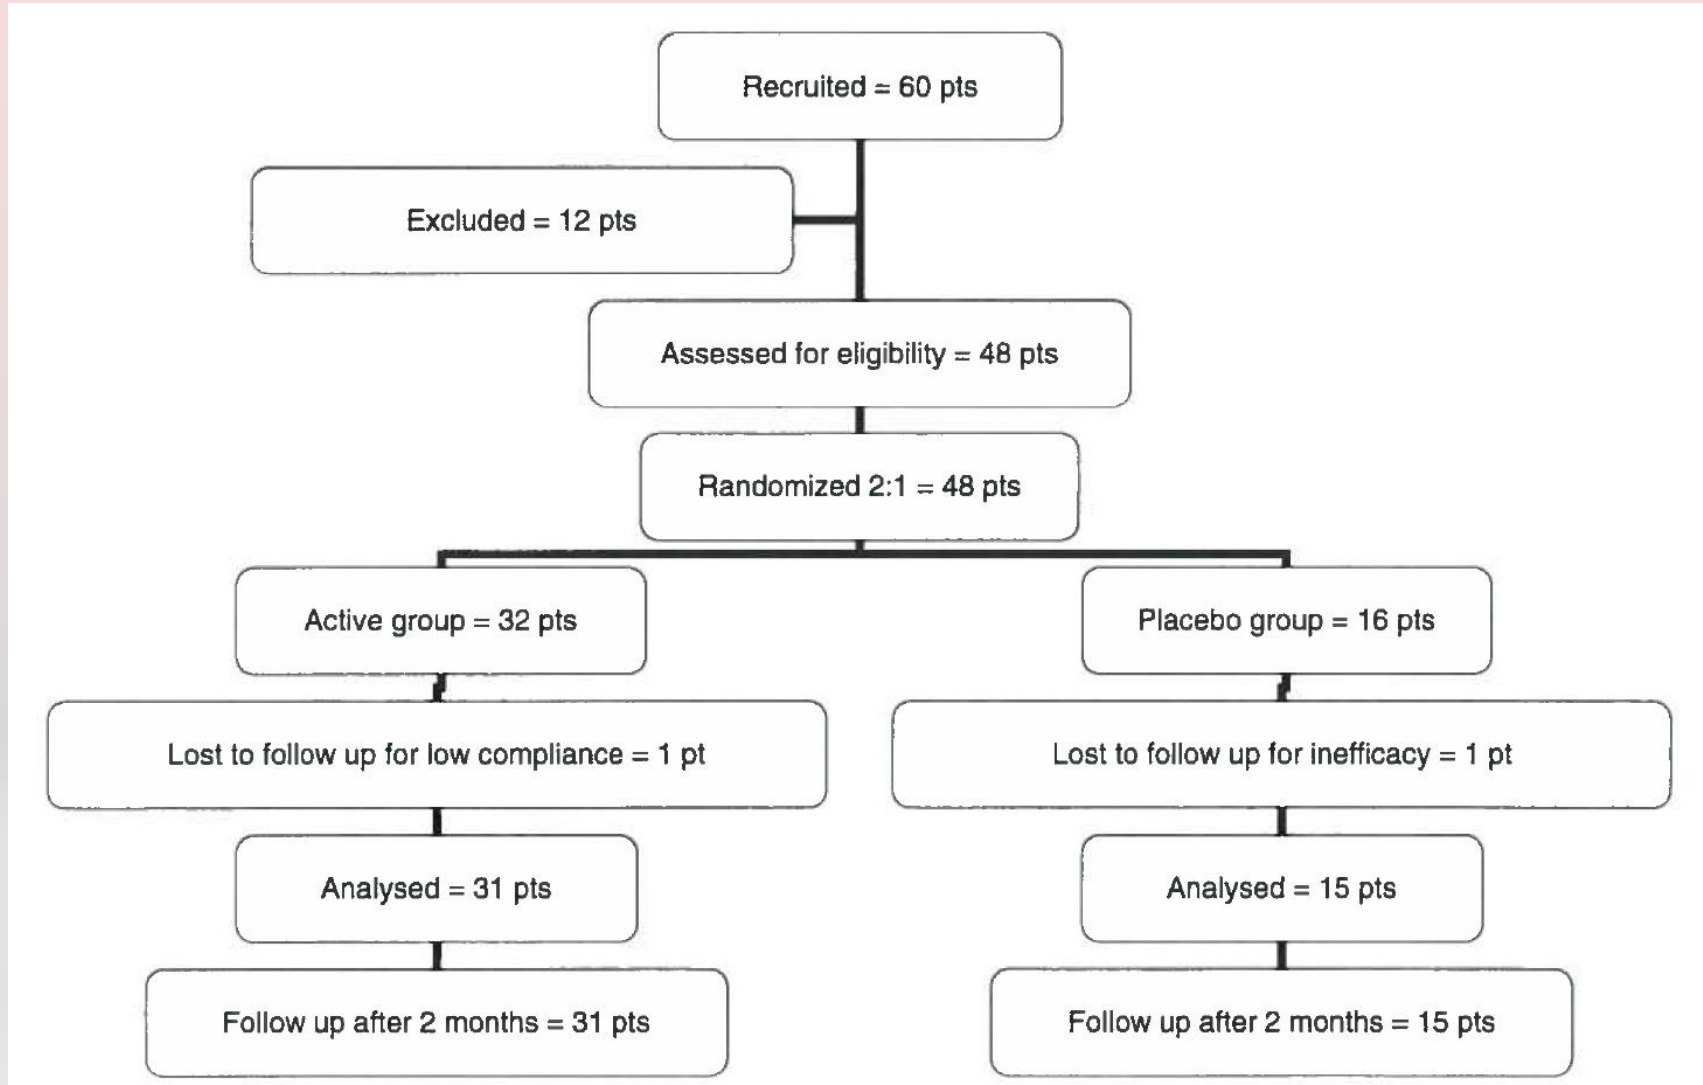 Recruited = 60 pts
Excluded = 12 pts
Assessed for eligibility = 48 pts
Randomized 2:1 = 48 pts
Active group = 32 pts
Placebo group = 16 pts
Lost to follow up for low compliance = 1 pt
Lost to follow up for inefficacy = 1 pt
Analysed = 31 pts
Analysed = 15 pts
Follow up after 2 months = 31 pts
Follow up after 2 months = 15 pts